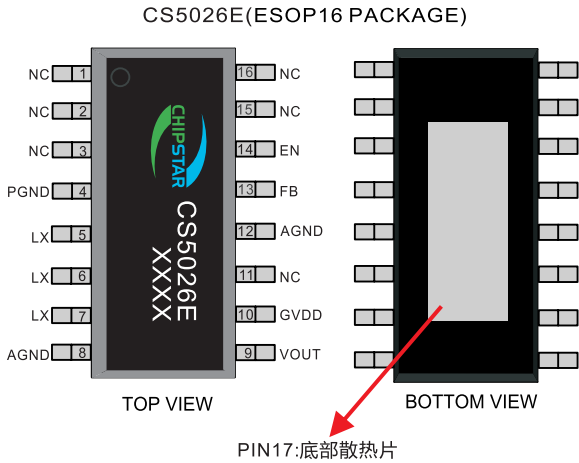 CS5026E(ESOP16 PACKAGE)
NC 1
NC 2
NC 3
PGND 4
LX 5
LX 6
LX 7
AGND 8
16 NC
15 NC
14 EN
13 FB
12 AGND
11 NC
10 GVDD
9 VOUT
CHIPSTAR
CS5026E
XXXX
TOP VIEW
BOTTOM VIEW
PIN17:底部散热片